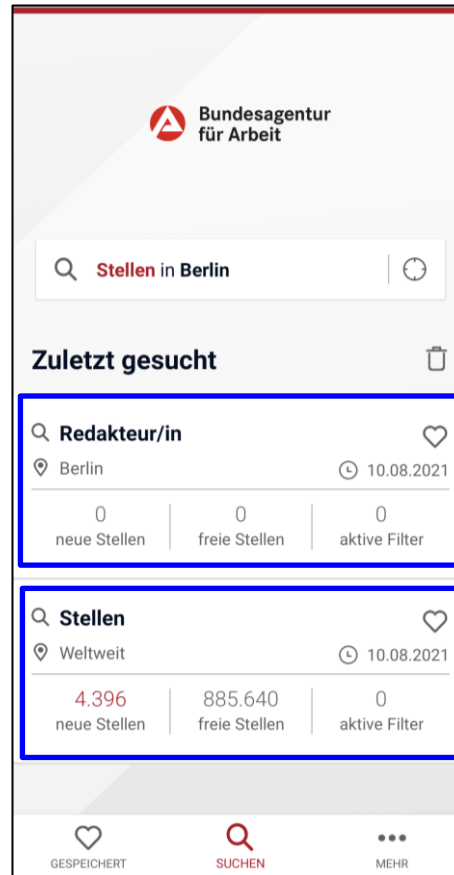 Bundesagentur
für Arbeit
Stellen in Berlin
Zuletzt gesucht
Redakteur/in
Berlin 10.08.2021
0 0 0
neue Stellen freie Stellen aktive Filter
Stellen
Weltweit 10.08.2021
4.396 885.640 0
neue Stellen freie Stellen aktive Filter
GESPEICHERT SUCHEN MEHR